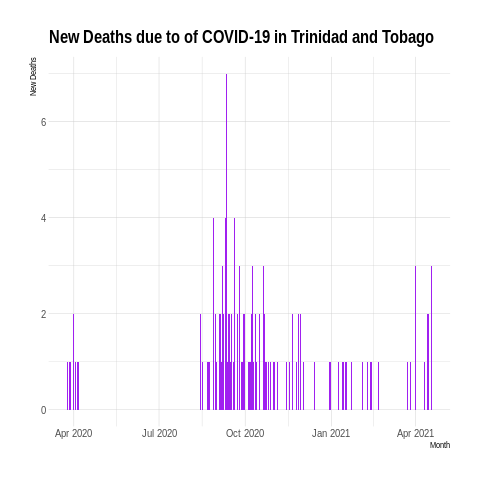 New Deaths due to of COVID-19 in Trinidad and Tobago
New Deaths
6
4
2
0
Apr 2020 Jul 2020 Oct 2020 Jan 2021 Apr 2021
Month